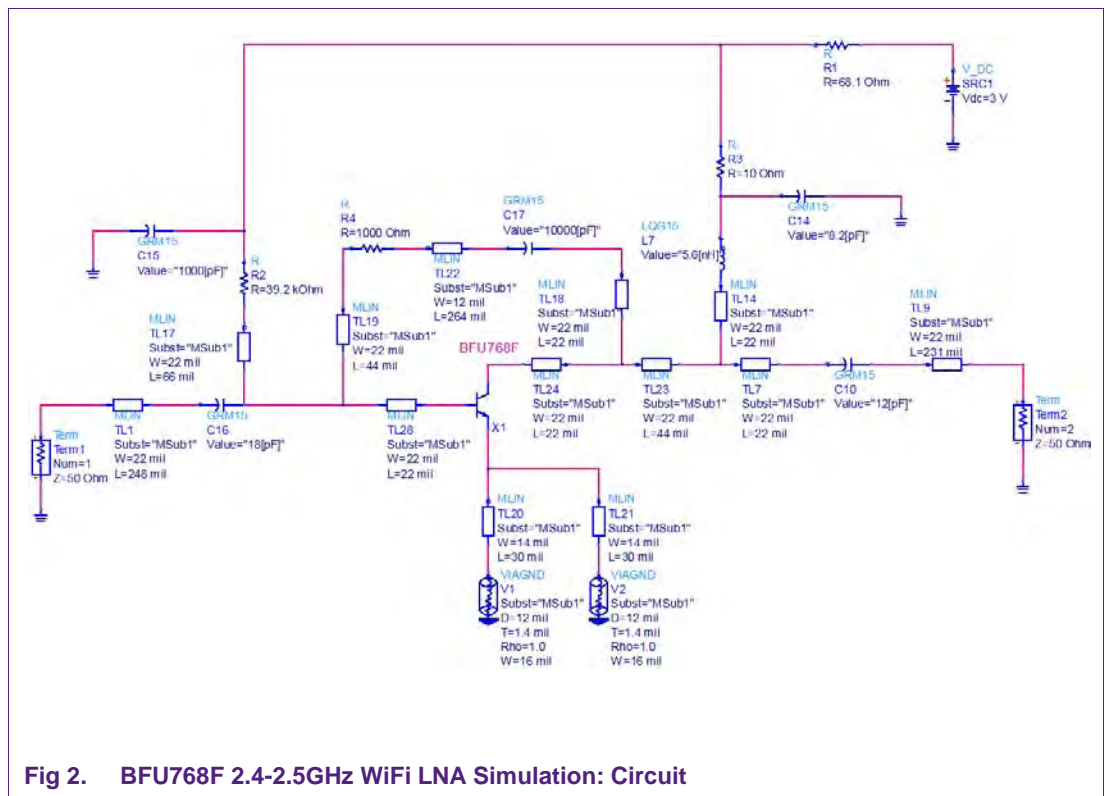 R
R1
R=68.1 Ohm
V_DC
SRC1
Vdc=3 V
R
R3
R=10 Ohm
GRM15
C14
Value="8.2[pF]"
LQG15
L7
Value="5.6[nH]"
GRM15
C17
Value="10000[pF]"
R
R4
R=1000 Ohm
GRM15
C15
Value="1000[pF]"
R
R2
R=39.2 kOhm
MLIN
TL22
Subst="MSub1"
W=12 mil
L=264 mil
MLIN
TL18
Subst="MSub1"
W=22 mil
L=22 mil
MLIN
TL14
Subst="MSub1"
W=22 mil
L=22 mil
MLIN
TL9
Subst="MSub1"
W=22 mil
L=231 mil
MLIN
TL17
Subst="MSub1"
W=22 mil
L=66 mil
MLIN
TL19
Subst="MSub1"
W=22 mil
L=44 mil
BFU768F
X1
MLIN
TL24
Subst="MSub1"
W=22 mil
L=22 mil
MLIN
TL23
Subst="MSub1"
W=22 mil
L=44 mil
MLIN
TL7
Subst="MSub1"
W=22 mil
L=22 mil
GRM15
C10
Value="12[pF]"
Term
Term2
Num=2
Z=50 Ohm
Term
Term1
Num=1
Z=50 Ohm
MLIN
TL1
Subst="MSub1"
W=22 mil
L=248 mil
GRM15
C16
Value="18[pF]"
MLIN
TL28
Subst="MSub1"
W=22 mil
L=22 mil
MLIN
TL20
Subst="MSub1"
W=14 mil
L=30 mil
MLIN
TL21
Subst="MSub1"
W=14 mil
L=30 mil
VIAGND
V1
Subst="MSub1"
D=12 mil
T=1.4 mil
Rho=1.0
W=16 mil
VIAGND
V2
Subst="MSub1"
D=12 mil
T=1.4 mil
Rho=1.0
W=16 mil
Fig 2. BFU768F 2.4-2.5GHz WiFi LNA Simulation: Circuit